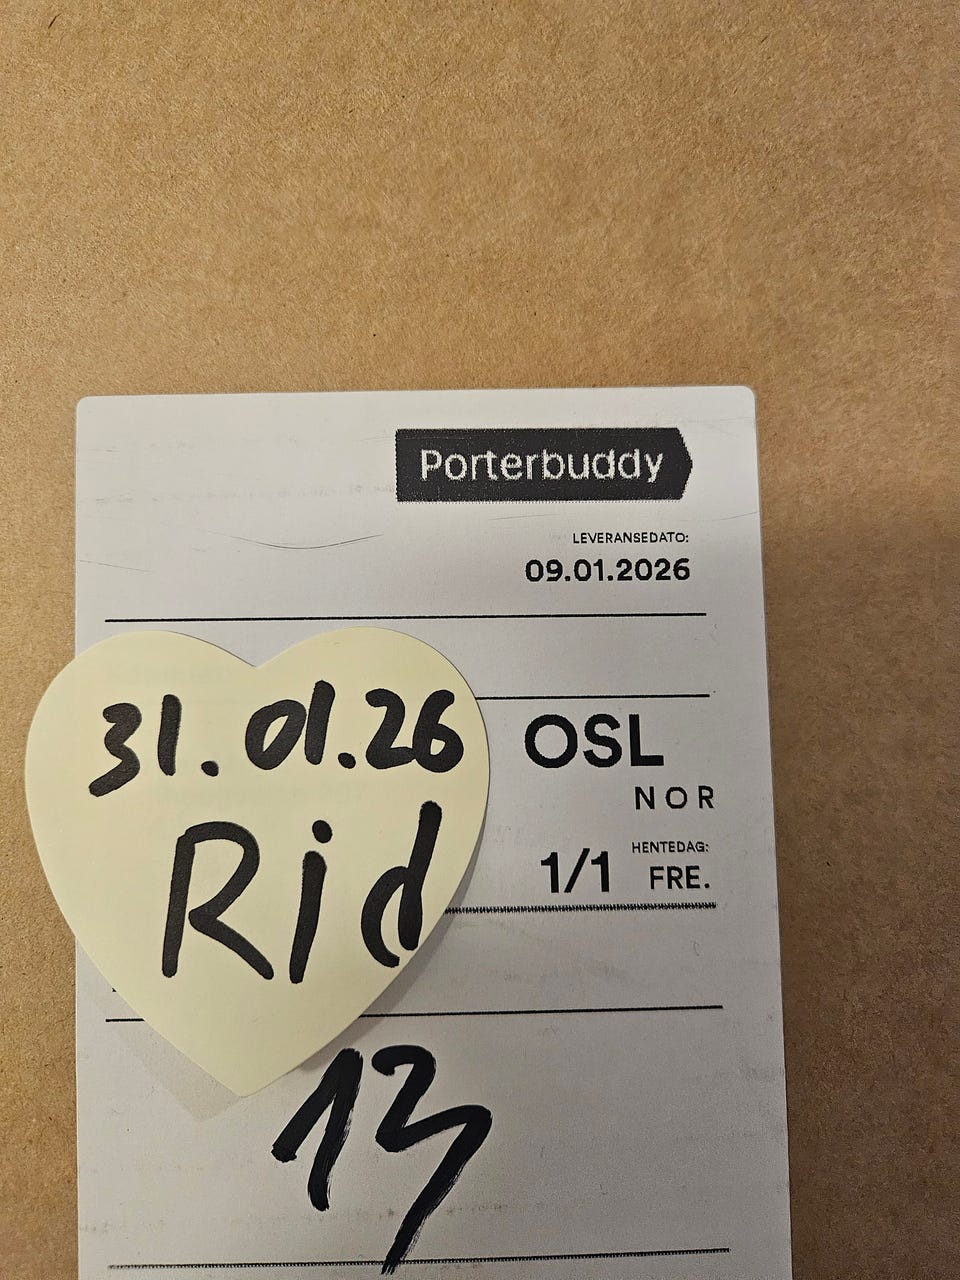 Porterbuddy
LEVERANSEDATO:
09.01.2026
31.01.26
Rid
OSL
NOR
1/1 HENTEDAG:
FRE.
13